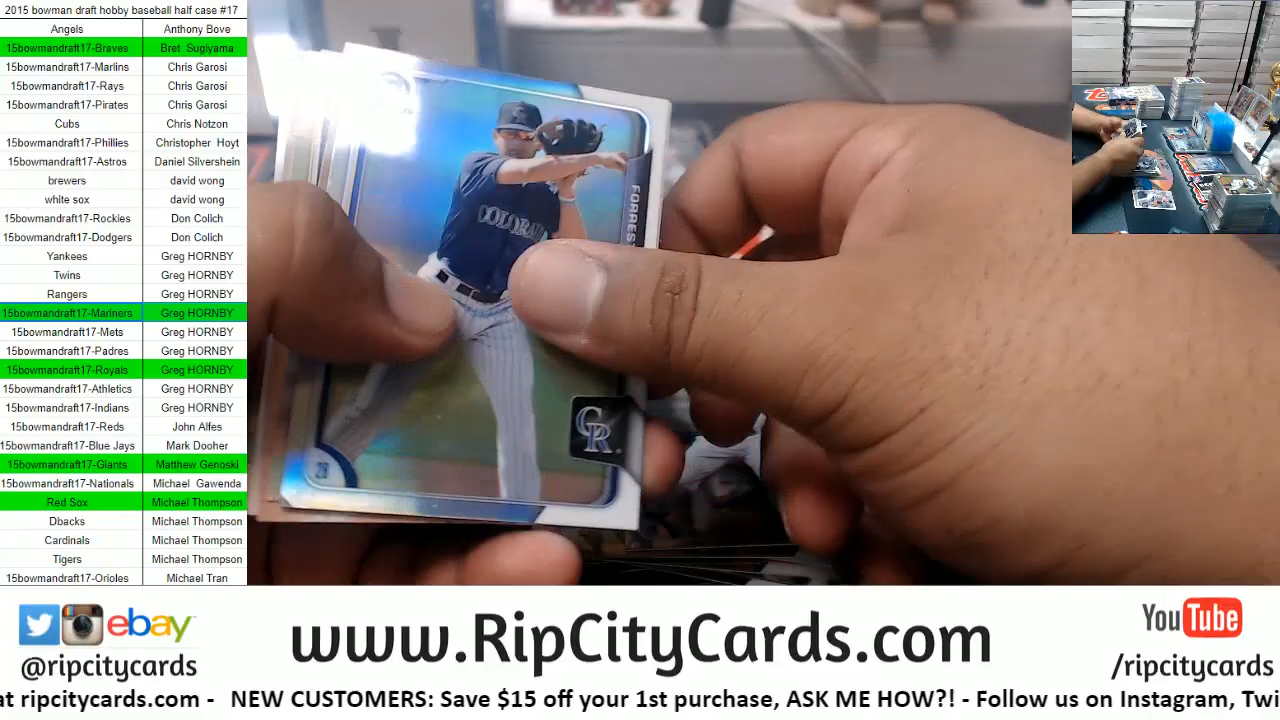 2015 bowman draft hobby baseball half case #17
Angels Anthony Bove
15bowmandraft17-Braves Bret Sugiyama
15bowmandraft17-Marlins Chris Garosi
15bowmandraft17-Rays Chris Garosi
15bowmandraft17-Pirates Chris Garosi
Cubs Chris Notzon
15bowmandraft17-Phillies Christopher Hoyt
15bowmandraft17-Astros Daniel Silvershein
brewers david wong
white sox david wong
15bowmandraft17-Rockies Don Colich
15bowmandraft17-Dodgers Don Colich
Yankees Greg HORNBY
Twins Greg HORNBY
Rangers Greg HORNBY
15bowmandraft17-Mariners Greg HORNBY
15bowmandraft17-Mets Greg HORNBY
15bowmandraft17-Padres Greg HORNBY
15bowmandraft17-Royals Greg HORNBY
15bowmandraft17-Athletics Greg HORNBY
15bowmandraft17-Indians Greg HORNBY
15bowmandraft17-Reds John Alfes
15bowmandraft17-Blue Jays Mark Dooher
15bowmandraft17-Giants Matthew Genoski
15bowmandraft17-Nationals Michael Gawenda
Red Sox Michael Thompson
Dbacks Michael Thompson
Cardinals Michael Thompson
Tigers Michael Thompson
15bowmandraft17-Orioles Michael Tran
FORREST
COLORA
CR
ebay
@ripcitycards
www.RipCityCards.com
YouTube
/ripcitycards
at ripcitycards.com - NEW CUSTOMERS: Save $15 off your 1st purchase, ASK ME HOW?! - Follow us on Instagram, Twi